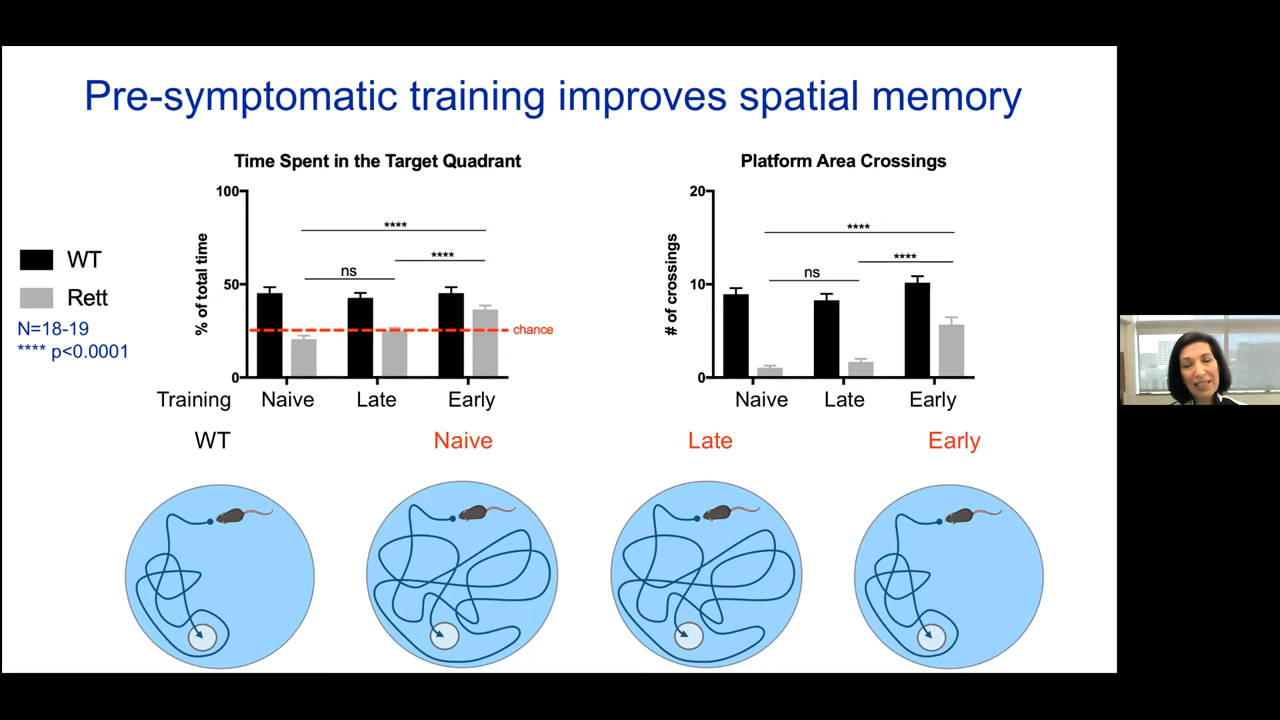 Pre-symptomatic training improves spatial memory
Time Spent in the Target Quadrant
Platform Area Crossings
WT
Rett
N=18-19
**** p<0.0001
% of total time
100
50
0
****
ns
****
chance
# of crossings
20
10
0
****
ns
****
Training Naive Late Early
Naive Late Early
WT Naive Late Early